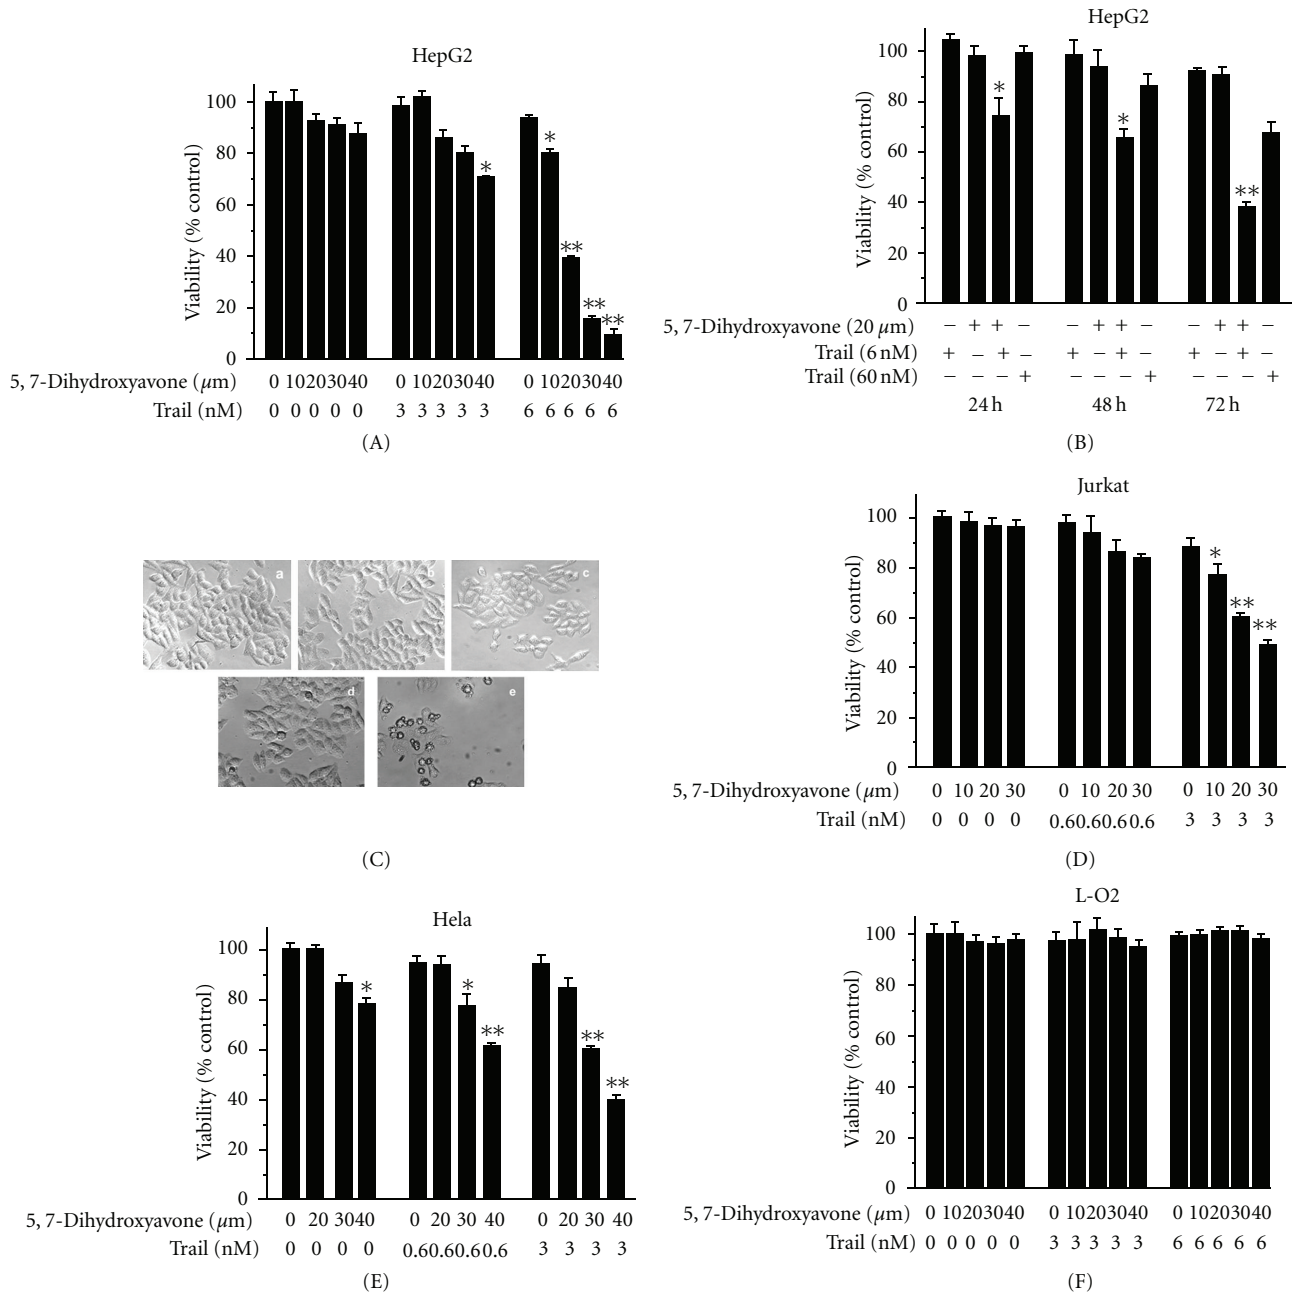 HepG2
Viability (% control)
100
80
60
40
20
0
∗
∗
∗∗
∗∗
∗∗
5, 7-Dihydroxyavone (µm) 0 10 20 30 40 0 10 20 30 40 0 10 20 30 40
Trail (nM) 0 0 0 0 0 3 3 3 3 3 6 6 6 6 6
(A)
HepG2
Viability (% control)
100
80
60
40
20
0
∗
∗
∗∗
5, 7-Dihydroxyavone (20 µm) − + + − − + + − − + + −
Trail (6 nM) + − + − + − + − + − + −
Trail (60 nM) − − − + − − − + − − − +
24 h 48 h 72 h
(B)
a b c
d e
(C)
Jurkat
Viability (% control)
100
80
60
40
20
0
∗
∗∗
∗∗
5, 7-Dihydroxyavone (µm) 0 10 20 30 0 10 20 30 0 10 20 30
Trail (nM) 0 0 0 0 0.6 0.6 0.6 0.6 3 3 3 3
(D)
Hela
Viability (% control)
100
80
60
40
20
0
∗
∗
∗∗
∗∗
∗∗
5, 7-Dihydroxyavone (µm) 0 20 30 40 0 20 30 40 0 20 30 40
Trail (nM) 0 0 0 0 0.6 0.6 0.6 0.6 3 3 3 3
(E)
L-O2
Viability (% control)
100
80
60
40
20
0
5, 7-Dihydroxyavone (µm) 0 10 20 30 40 0 10 20 30 40 0 10 20 30 40
Trail (nM) 0 0 0 0 0 3 3 3 3 3 6 6 6 6 6
(F)